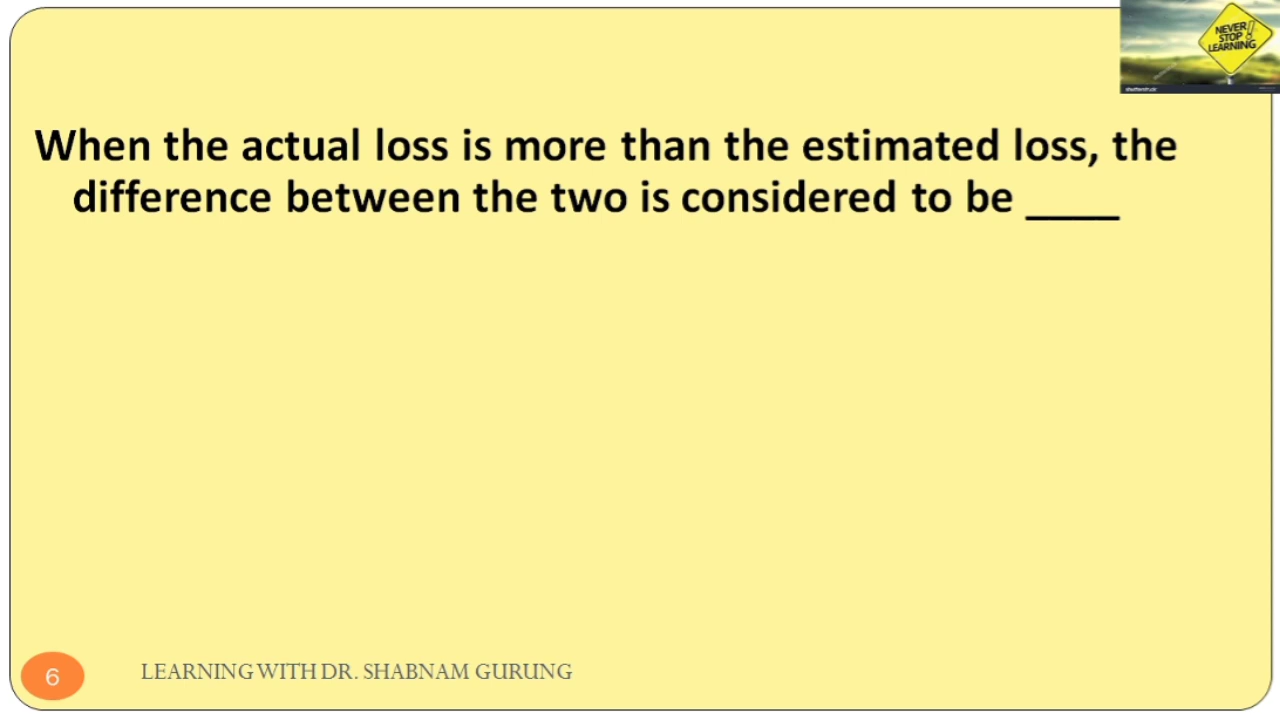 NEVER
STOP !
LEARNING
When the actual loss is more than the estimated loss, the
difference between the two is considered to be ____
6
LEARNING WITH DR. SHABNAM GURUNG